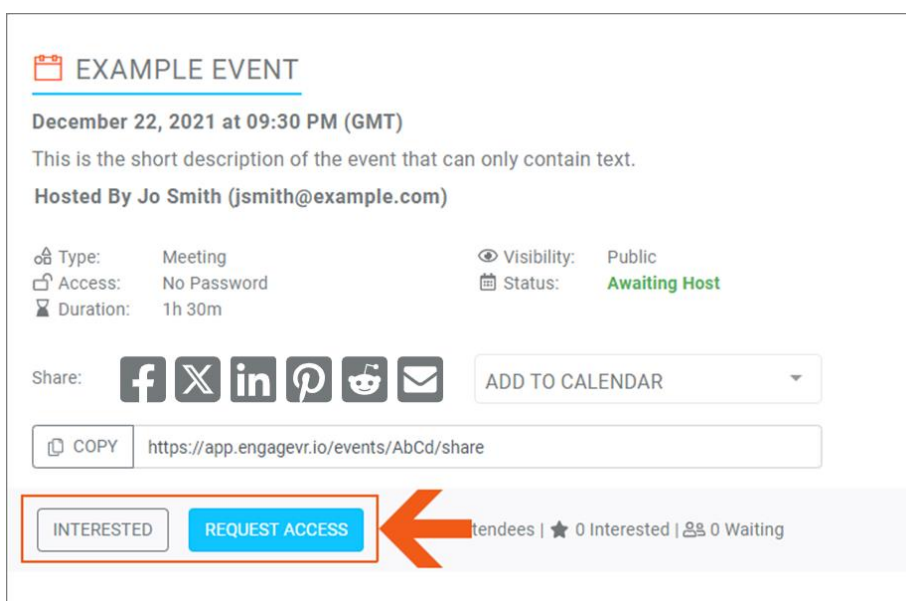 EXAMPLE EVENT
December 22, 2021 at 09:30 PM (GMT)
This is the short description of the event that can only contain text.
Hosted By Jo Smith (jsmith@example.com)
Type: Meeting Visibility: Public
Access: No Password Status: Awaiting Host
Duration: 1h 30m
Share: ADD TO CALENDAR
COPY https://app.engagevr.io/events/AbCd/share
INTERESTED REQUEST ACCESS tendees | 0 Interested | 0 Waiting